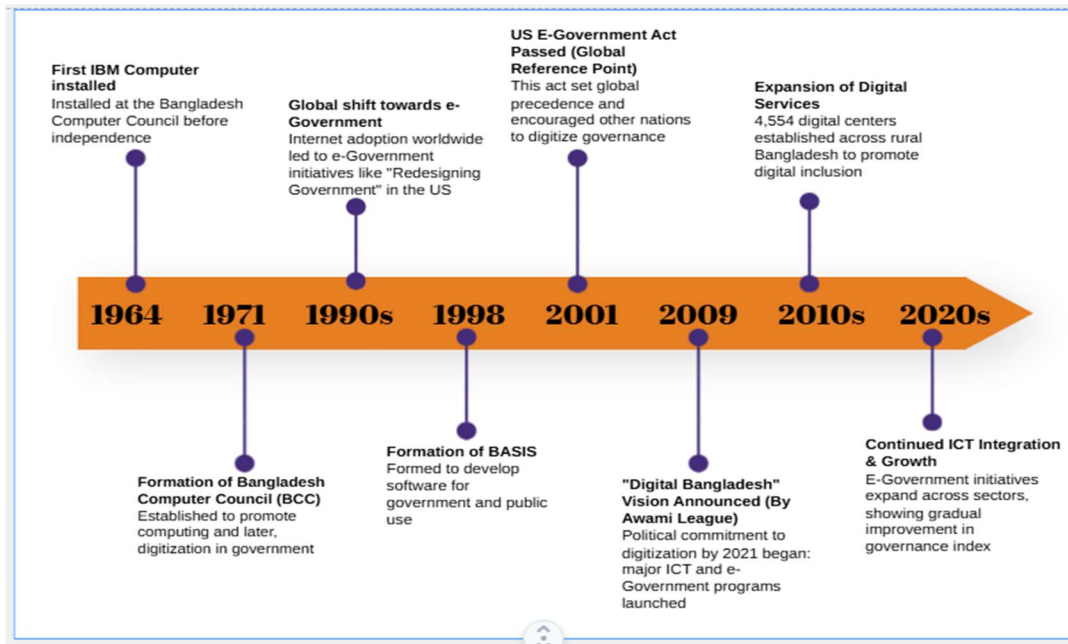 First IBM Computer
installed
Installed at the Bangladesh
Computer Council before
independence
Global shift towards e-
Government
Internet adoption worldwide
led to e-Government
initiatives like "Redesigning
Government" in the US
US E-Government Act
Passed (Global
Reference Point)
This act set global
precedence and
encouraged other nations
to digitize governance
Expansion of Digital
Services
4,554 digital centers
established across rural
Bangladesh to promote
digital inclusion
1964 1971 1990s 1998 2001 2009 2010s 2020s
Formation of Bangladesh
Computer Council (BCC)
Established to promote
computing and later,
digitization in government
Formation of BASIS
Formed to develop
software for
government and public
use
"Digital Bangladesh"
Vision Announced (By
Awami League)
Political commitment to
digitization by 2021 began:
major ICT and e-
Government programs
launched
Continued ICT Integration
& Growth
E-Government initiatives
expand across sectors,
showing gradual
improvement in
governance index